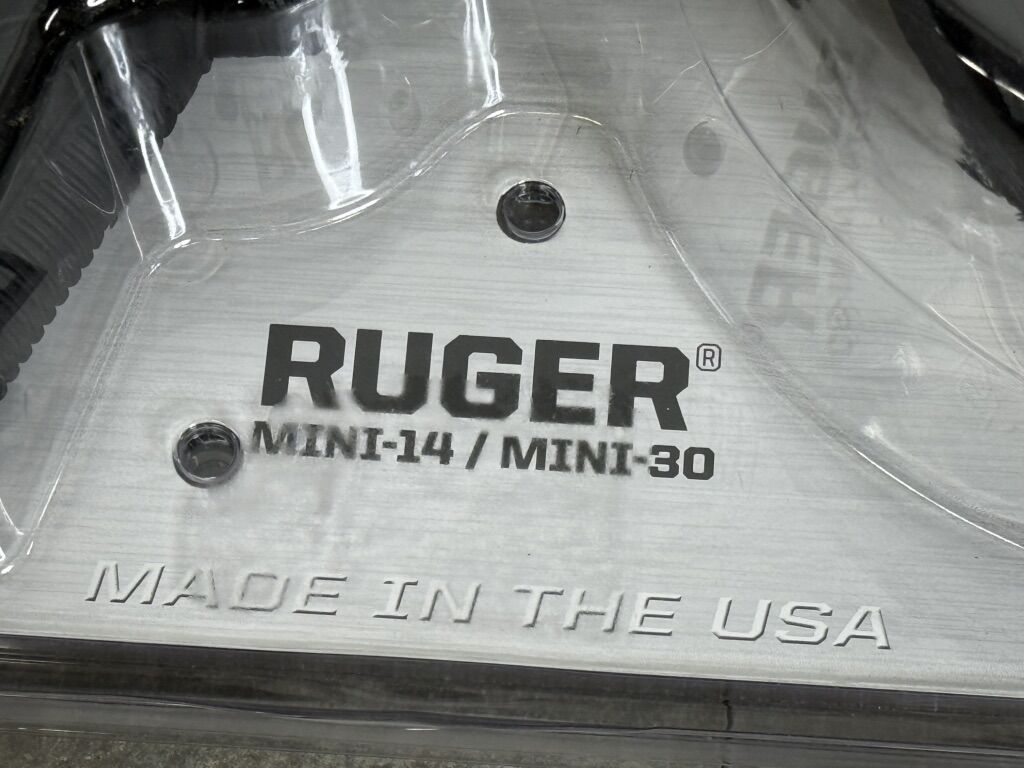 RUGER®
MINI-14 / MINI-30
MADE IN THE USA